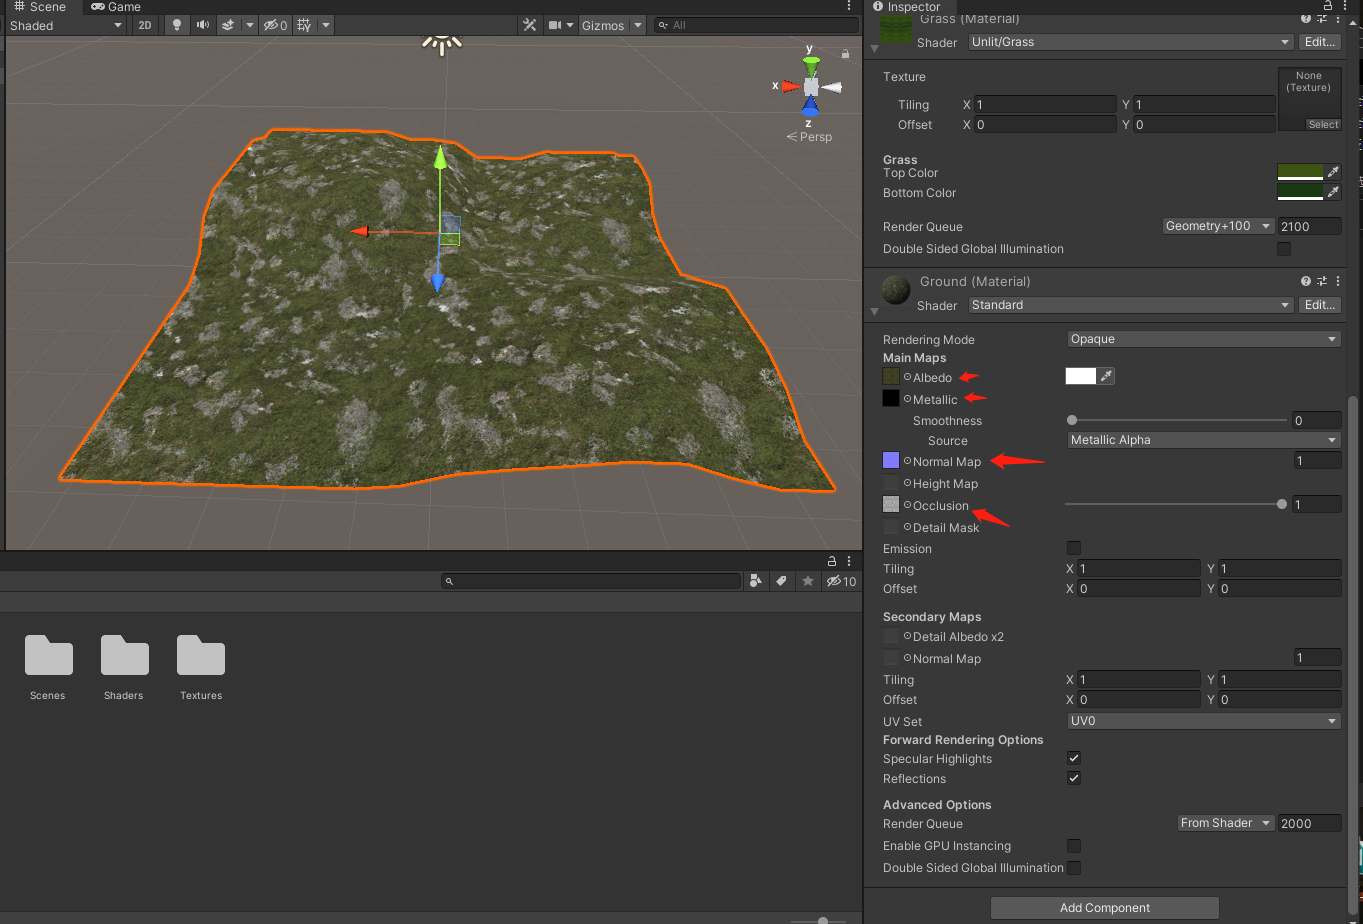 Scene Game
Shaded 2D 0 Gizmos All
y
x
z
Persp
10
Scenes Shaders Textures
Inspector
Grass (Material)
Shader Unlit/Grass Edit...
Texture None
(Texture)
Tiling X 1 Y 1
Offset X 0 Y 0 Select
Grass
Top Color
Bottom Color
Render Queue Geometry+100 2100
Double Sided Global Illumination
Ground (Material)
Shader Standard Edit...
Rendering Mode Opaque
Main Maps
Albedo
Metallic
Smoothness 0
Source Metallic Alpha
Normal Map 1
Height Map
Occlusion 1
Detail Mask
Emission
Tiling X 1 Y 1
Offset X 0 Y 0
Secondary Maps
Detail Albedo x2
Normal Map 1
Tiling X 1 Y 1
Offset X 0 Y 0
UV Set UV0
Forward Rendering Options
Specular Highlights
Reflections
Advanced Options
Render Queue From Shader 2000
Enable GPU Instancing
Double Sided Global Illumination
Add Component